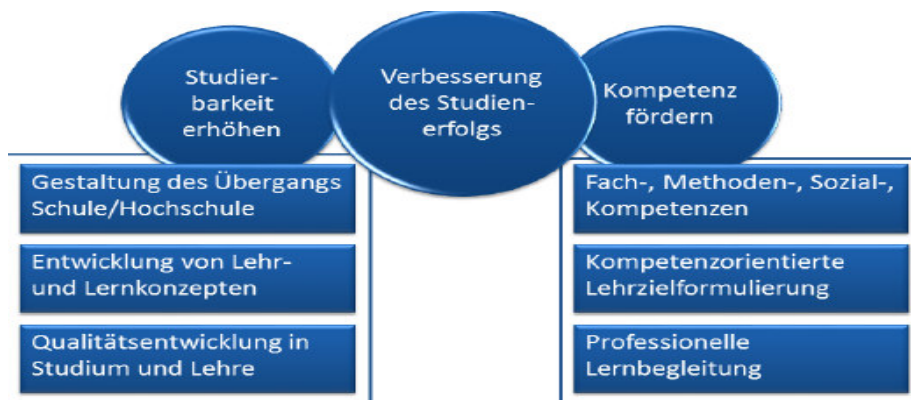 Studier-
barkeit
erhöhen
Verbesserung
des Studien-
erfolgs
Kompetenz
fördern
Gestaltung des Übergangs
Schule/Hochschule
Entwicklung von Lehr-
und Lernkonzepten
Qualitätsentwicklung in
Studium und Lehre
Fach-, Methoden-, Sozial-,
Kompetenzen
Kompetenzorientierte
Lehrzielformulierung
Professionelle
Lernbegleitung